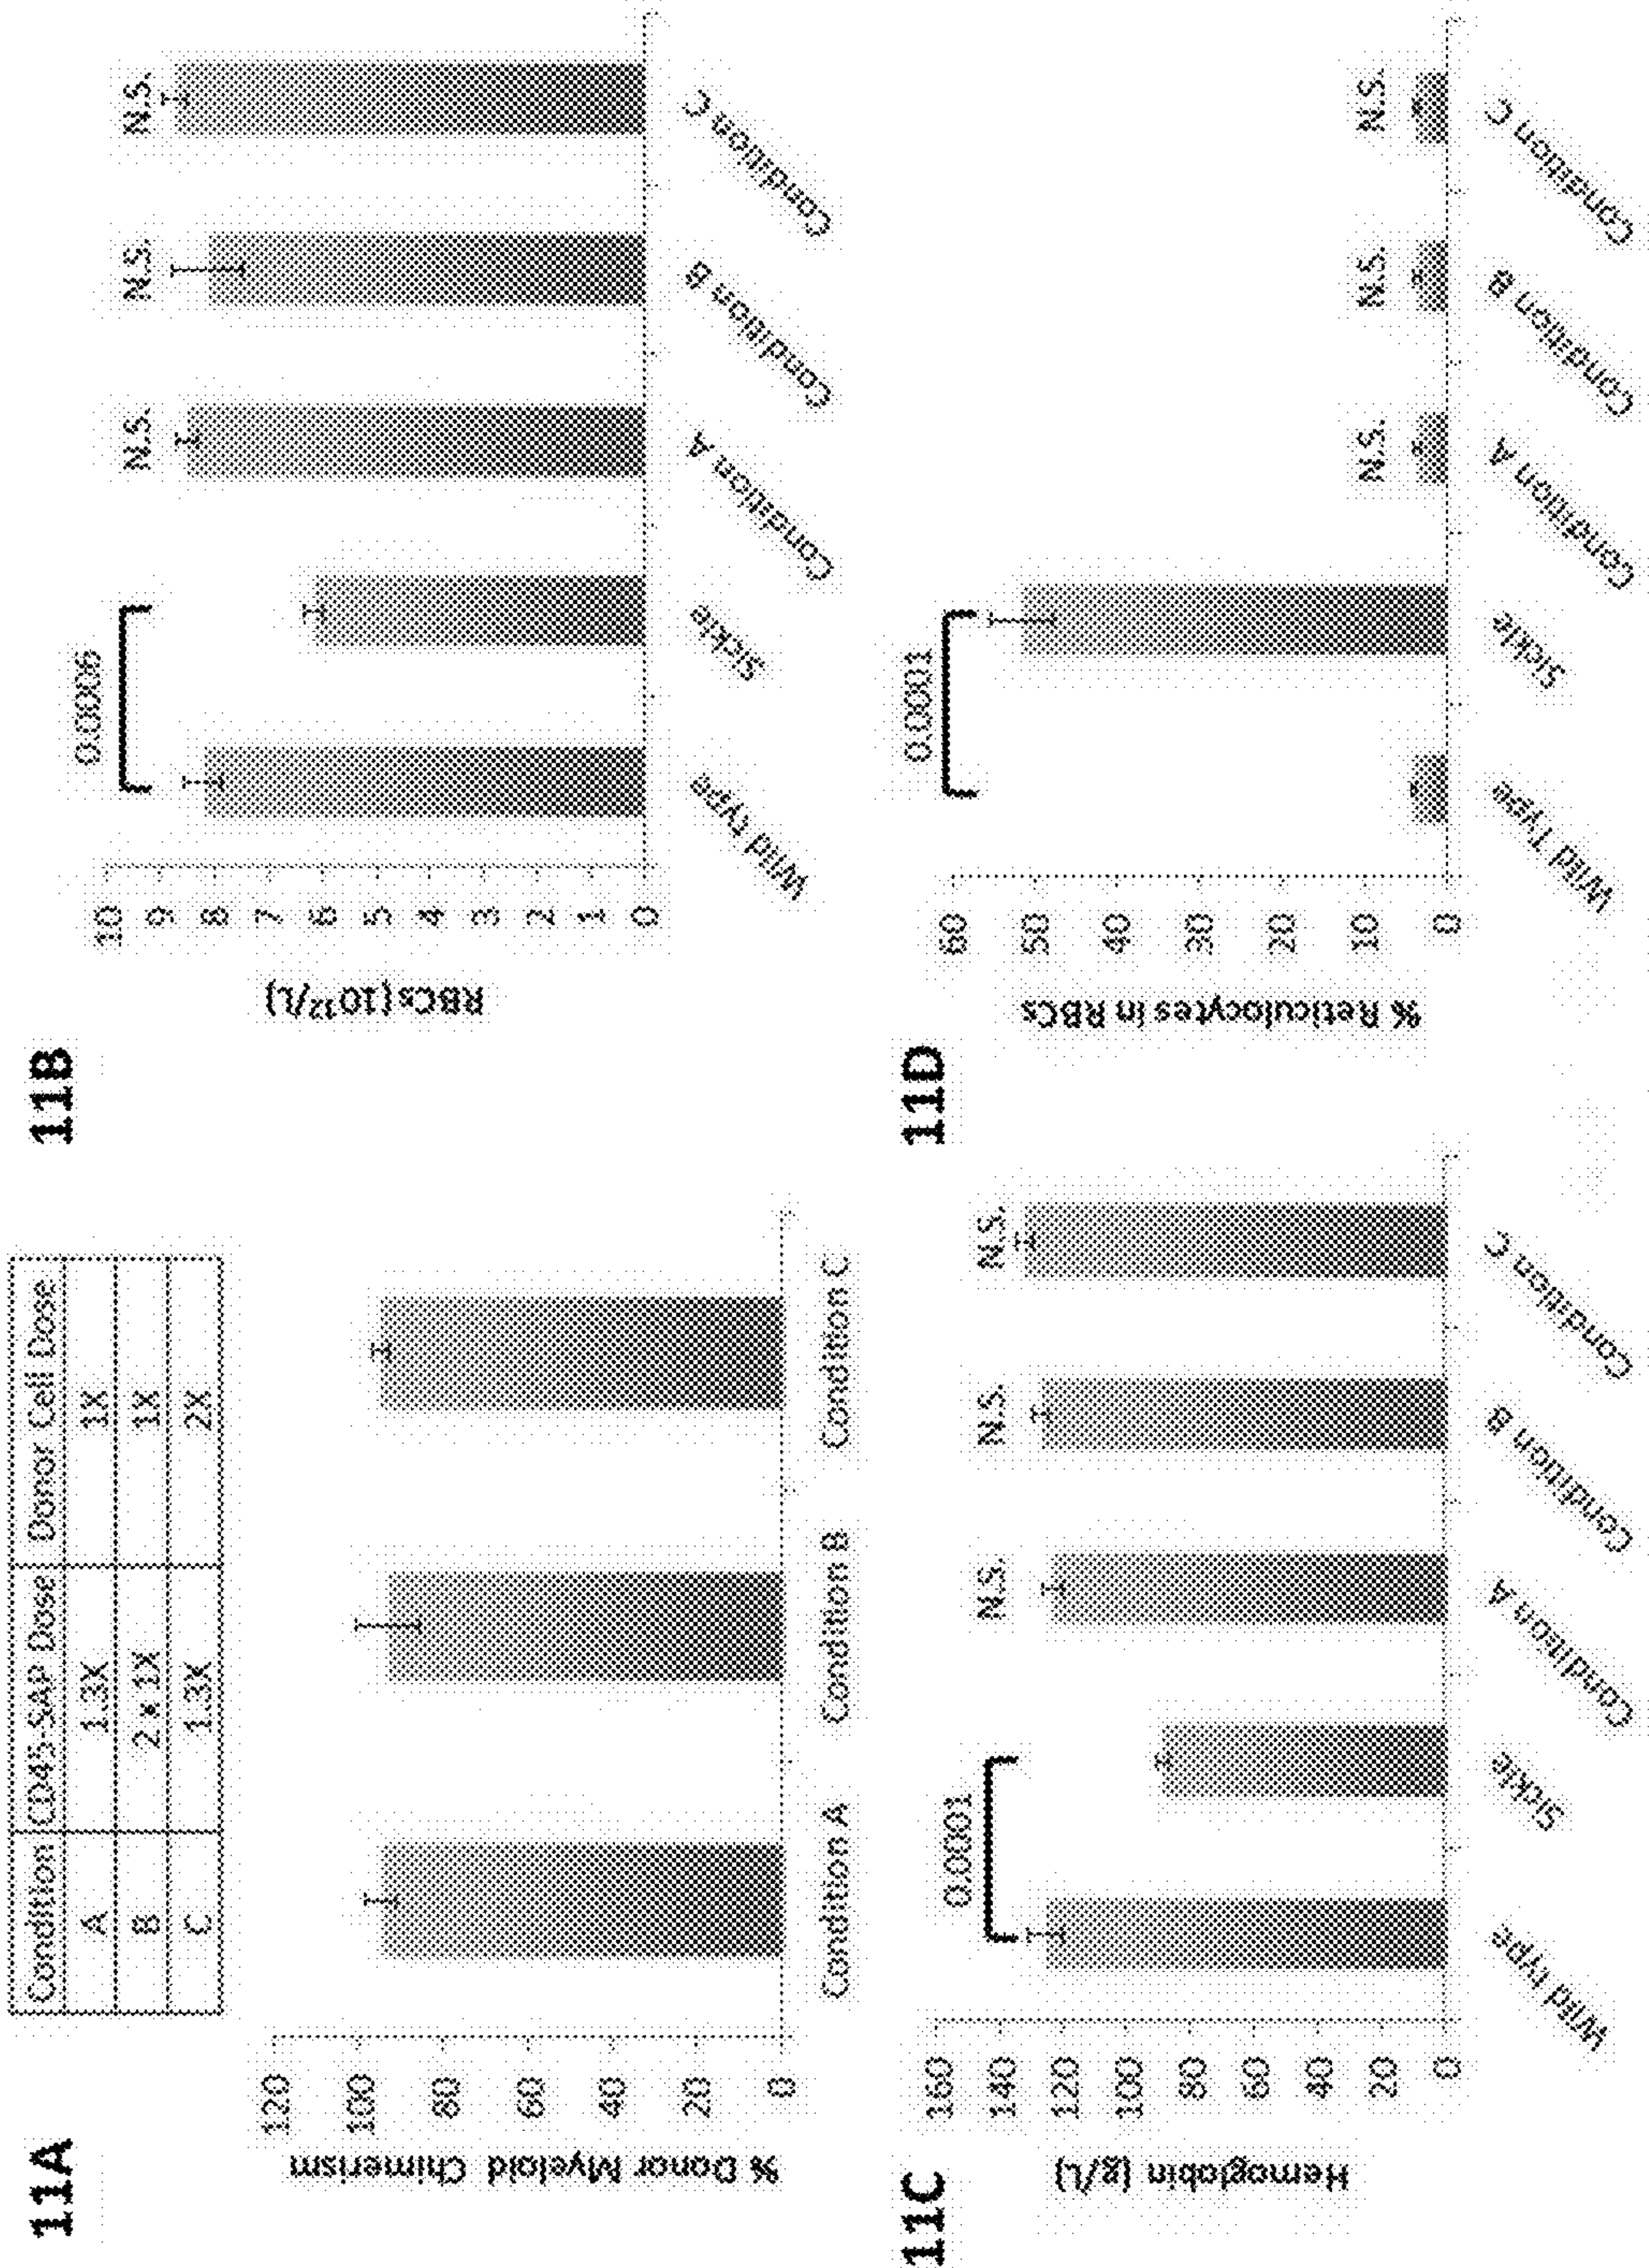 11A
Condition CD45-SAP Dose Donor Cell Dose
A 1.3X 1X
B 2 x 1X 1X
C 1.3X 2X
% Donor Myeloid Chimerism
120
100
80
60
40
20
0
Condition A Condition B Condition C
11B
RBCs (10¹²/L)
10
9
8
7
6
5
4
3
2
1
0
0.0006
N.S. N.S. N.S.
Wild type Sickle Condition A Condition B Condition C
11C
Hemoglobin (g/L)
160
140
120
100
80
60
40
20
0
0.0001
N.S. N.S. N.S.
Wild type Sickle Condition A Condition B Condition C
11D
% Reticulocytes in RBCs
60
50
40
30
20
10
0
0.0001
N.S. N.S. N.S.
Wild Type Sickle Condition A Condition B Condition C